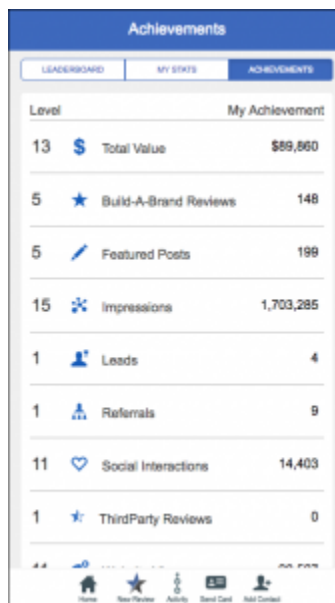 Achievements
LEADERBOARD MY STATS ACHIEVEMENTS
Level My Achievement
13 Total Value $89,860
5 Build-A-Brand Reviews 148
5 Featured Posts 199
15 Impressions 1,703,285
1 Leads 4
1 Referrals 9
11 Social Interactions 14,403
1 ThirdParty Reviews 0
Home New Review Activity Send Card Add Contact